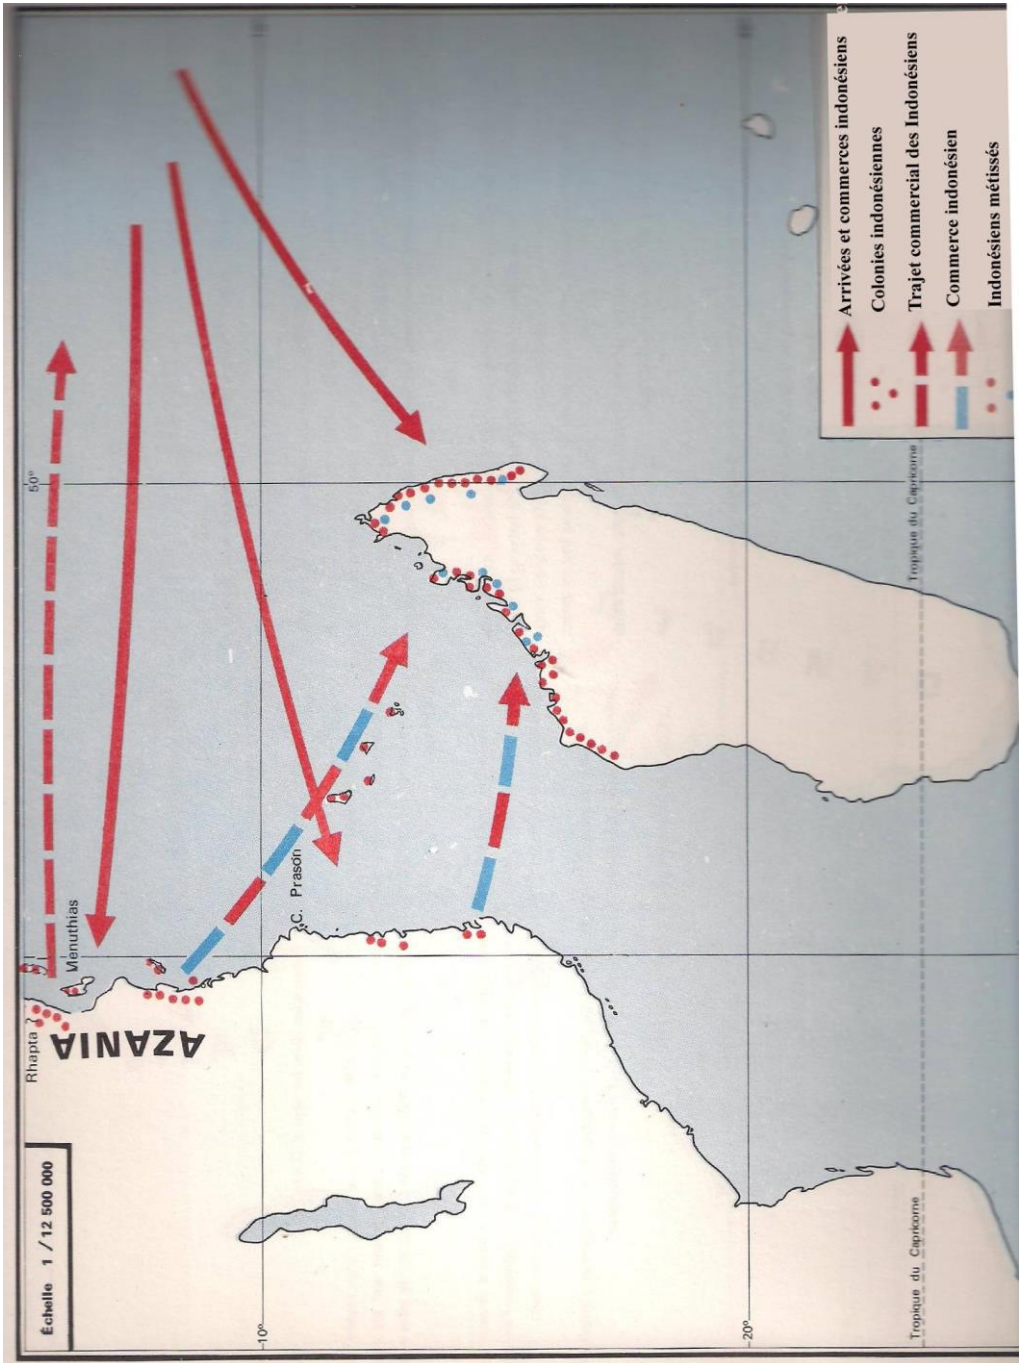 Échelle 1 / 12 500 000
Rhapta ?
50°
Menuthias
AZANIA
10°
C. Prasón
20°
Tropique du Capricorne
Tropique du Capricorne
Arrivées et commerces indonésiens
Colonies indonésiennes
Trajet commercial des Indonésiens
Commerce indonésien
Indonésiens métissés